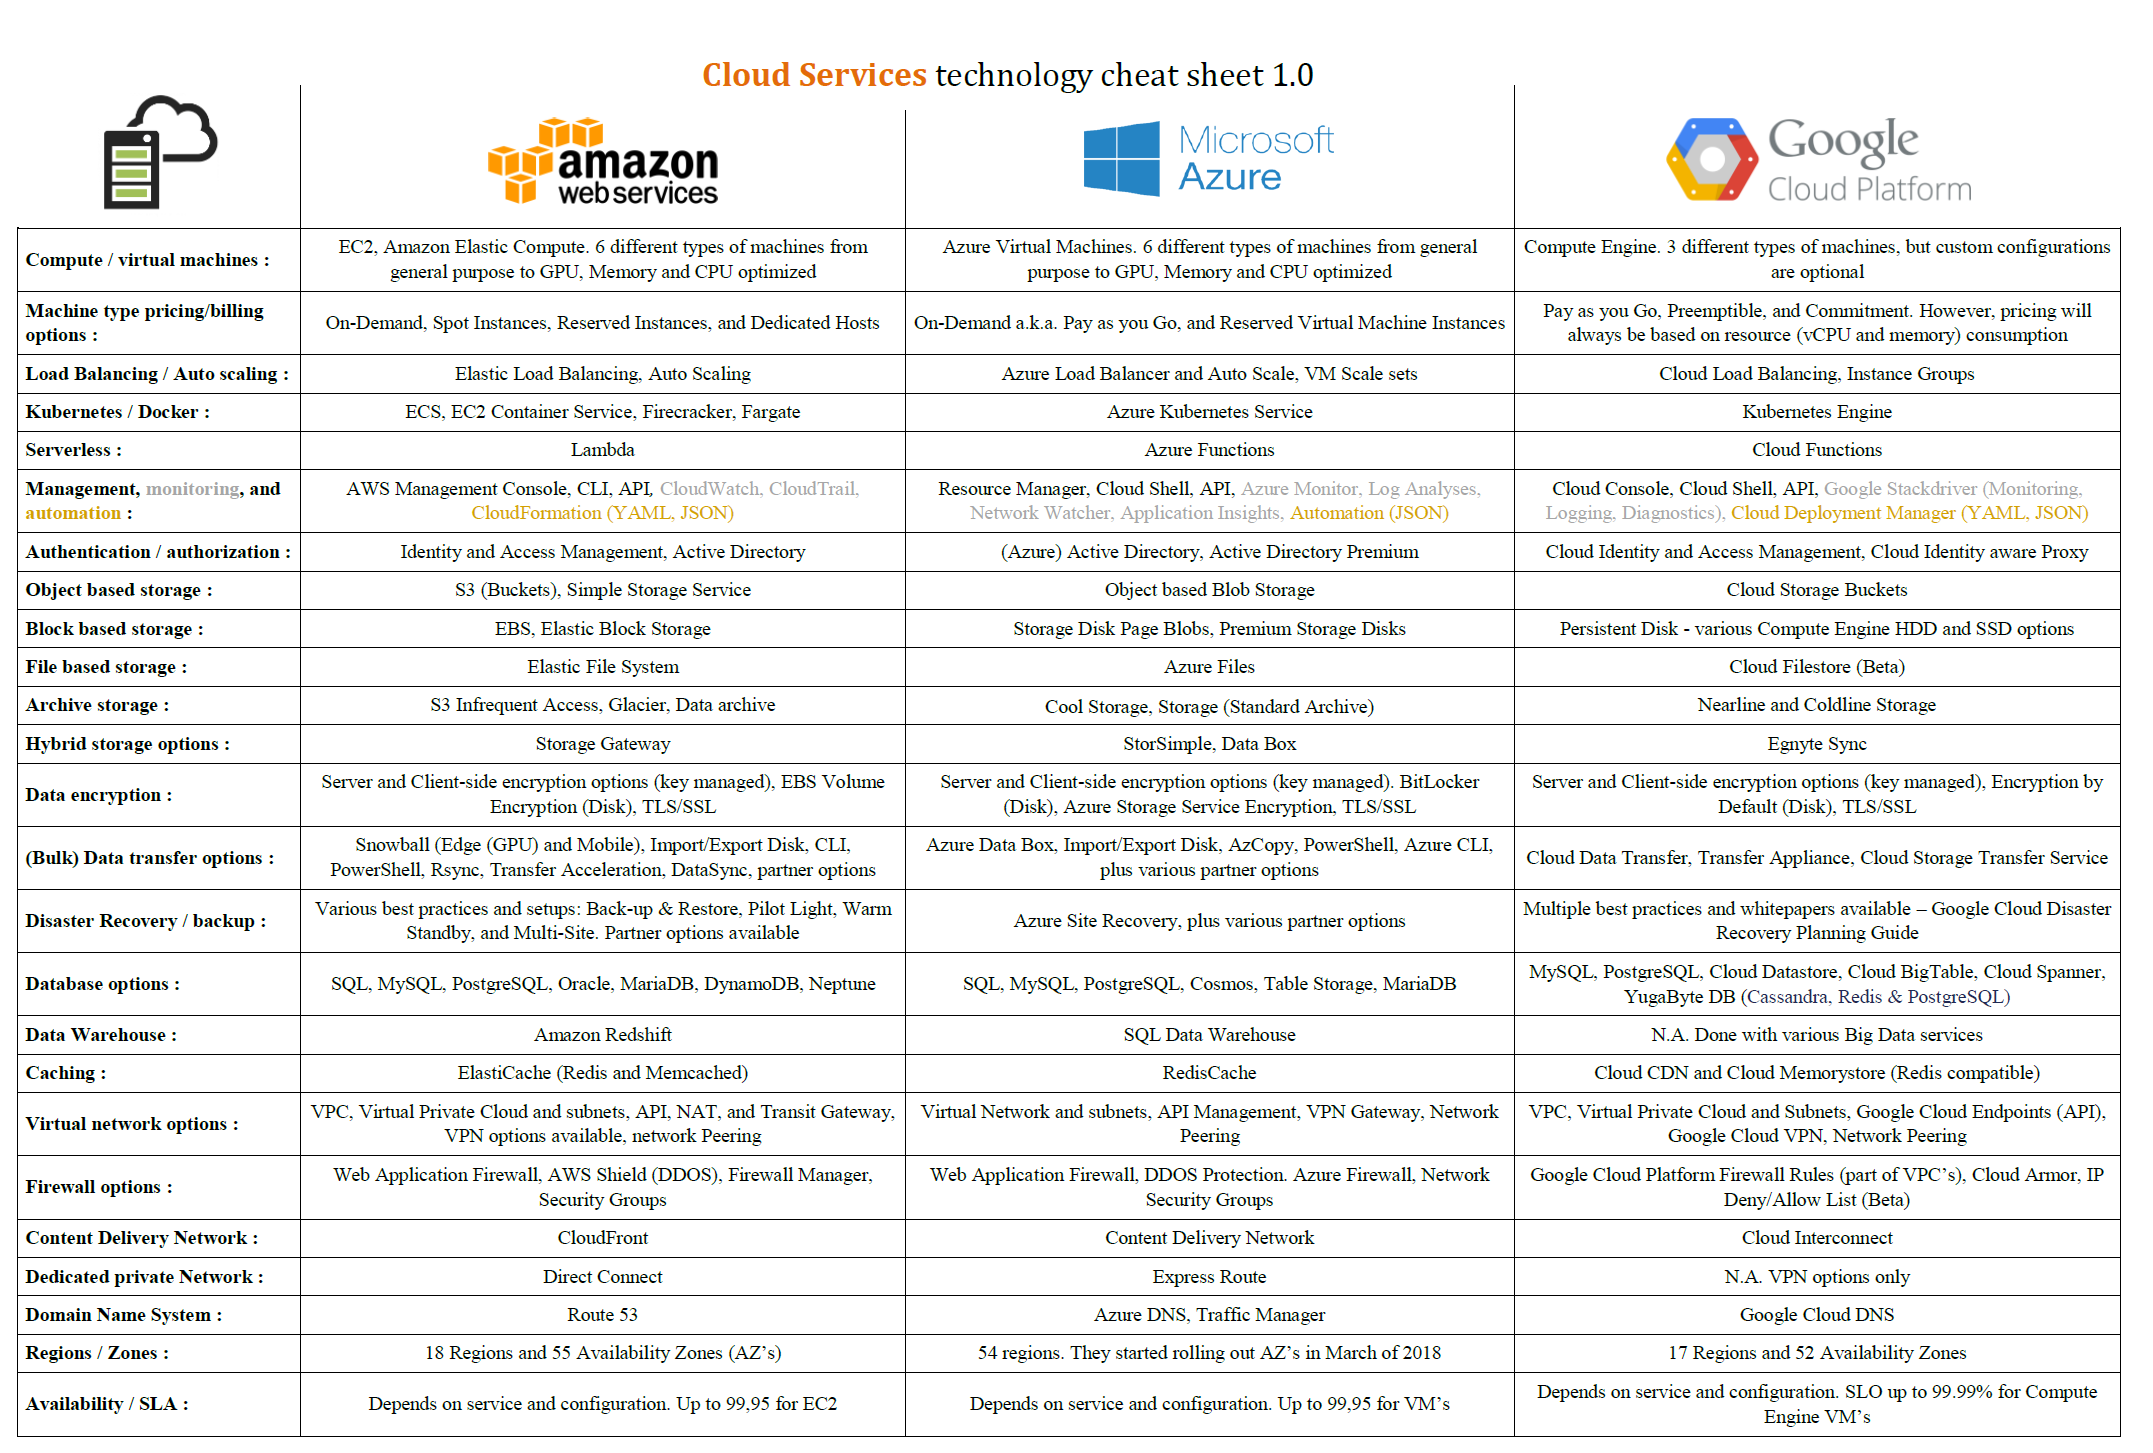 Cloud Services technology cheat sheet 1.0
amazon
web services
Microsoft
Azure
Google
Cloud Platform
Compute / virtual machines :
EC2, Amazon Elastic Compute. 6 different types of machines from
general purpose to GPU, Memory and CPU optimized
Azure Virtual Machines. 6 different types of machines from general
purpose to GPU, Memory and CPU optimized
Compute Engine. 3 different types of machines, but custom configurations
are optional
Machine type pricing/billing
options :
On-Demand, Spot Instances, Reserved Instances, and Dedicated Hosts
On-Demand a.k.a. Pay as you Go, and Reserved Virtual Machine Instances
Pay as you Go, Preemptible, and Commitment. However, pricing will
always be based on resource (vCPU and memory) consumption
Load Balancing / Auto scaling :
Elastic Load Balancing, Auto Scaling
Azure Load Balancer and Auto Scale, VM Scale sets
Cloud Load Balancing, Instance Groups
Kubernetes / Docker :
ECS, EC2 Container Service, Firecracker, Fargate
Azure Kubernetes Service
Kubernetes Engine
Serverless :
Lambda
Azure Functions
Cloud Functions
Management, monitoring, and
automation :
AWS Management Console, CLI, API, CloudWatch, CloudTrail,
CloudFormation (YAML, JSON)
Resource Manager, Cloud Shell, API, Azure Monitor, Log Analyses,
Network Watcher, Application Insights, Automation (JSON)
Cloud Console, Cloud Shell, API, Google Stackdriver (Monitoring,
Logging, Diagnostics), Cloud Deployment Manager (YAML, JSON)
Authentication / authorization :
Identity and Access Management, Active Directory
(Azure) Active Directory, Active Directory Premium
Cloud Identity and Access Management, Cloud Identity aware Proxy
Object based storage :
S3 (Buckets), Simple Storage Service
Object based Blob Storage
Cloud Storage Buckets
Block based storage :
EBS, Elastic Block Storage
Storage Disk Page Blobs, Premium Storage Disks
Persistent Disk - various Compute Engine HDD and SSD options
File based storage :
Elastic File System
Azure Files
Cloud Filestore (Beta)
Archive storage :
S3 Infrequent Access, Glacier, Data archive
Cool Storage, Storage (Standard Archive)
Nearline and Coldline Storage
Hybrid storage options :
Storage Gateway
StorSimple, Data Box
Egnyte Sync
Data encryption :
Server and Client-side encryption options (key managed), EBS Volume
Encryption (Disk), TLS/SSL
Server and Client-side encryption options (key managed). BitLocker
(Disk), Azure Storage Service Encryption, TLS/SSL
Server and Client-side encryption options (key managed), Encryption by
Default (Disk), TLS/SSL
(Bulk) Data transfer options :
Snowball (Edge (GPU) and Mobile), Import/Export Disk, CLI,
PowerShell, Rsync, Transfer Acceleration, DataSync, partner options
Azure Data Box, Import/Export Disk, AzCopy, PowerShell, Azure CLI,
plus various partner options
Cloud Data Transfer, Transfer Appliance, Cloud Storage Transfer Service
Disaster Recovery / backup :
Various best practices and setups: Back-up & Restore, Pilot Light, Warm
Standby, and Multi-Site. Partner options available
Azure Site Recovery, plus various partner options
Multiple best practices and whitepapers available – Google Cloud Disaster
Recovery Planning Guide
Database options :
SQL, MySQL, PostgreSQL, Oracle, MariaDB, DynamoDB, Neptune
SQL, MySQL, PostgreSQL, Cosmos, Table Storage, MariaDB
MySQL, PostgreSQL, Cloud Datastore, Cloud BigTable, Cloud Spanner,
YugaByte DB (Cassandra, Redis & PostgreSQL)
Data Warehouse :
Amazon Redshift
SQL Data Warehouse
N.A. Done with various Big Data services
Caching :
ElastiCache (Redis and Memcached)
RedisCache
Cloud CDN and Cloud Memorystore (Redis compatible)
Virtual network options :
VPC, Virtual Private Cloud and subnets, API, NAT, and Transit Gateway,
VPN options available, network Peering
Virtual Network and subnets, API Management, VPN Gateway, Network
Peering
VPC, Virtual Private Cloud and Subnets, Google Cloud Endpoints (API),
Google Cloud VPN, Network Peering
Firewall options :
Web Application Firewall, AWS Shield (DDOS), Firewall Manager,
Security Groups
Web Application Firewall, DDOS Protection. Azure Firewall, Network
Security Groups
Google Cloud Platform Firewall Rules (part of VPC’s), Cloud Armor, IP
Deny/Allow List (Beta)
Content Delivery Network :
CloudFront
Content Delivery Network
Cloud Interconnect
Dedicated private Network :
Direct Connect
Express Route
N.A. VPN options only
Domain Name System :
Route 53
Azure DNS, Traffic Manager
Google Cloud DNS
Regions / Zones :
18 Regions and 55 Availability Zones (AZ’s)
54 regions. They started rolling out AZ’s in March of 2018
17 Regions and 52 Availability Zones
Availability / SLA :
Depends on service and configuration. Up to 99,95 for EC2
Depends on service and configuration. Up to 99,95 for VM’s
Depends on service and configuration. SLO up to 99.99% for Compute
Engine VM’s